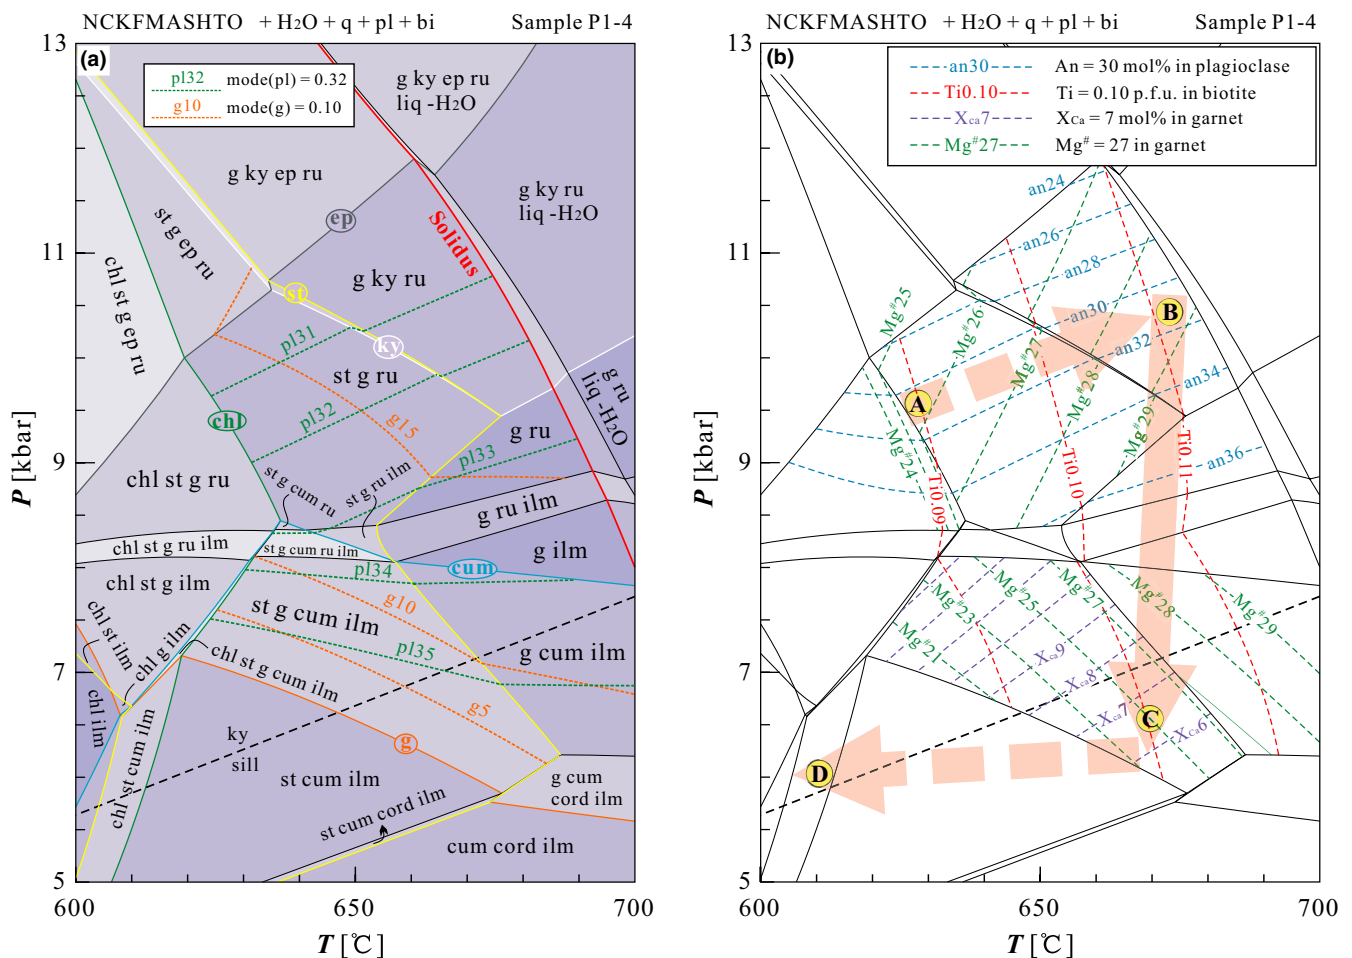 NCKFMASHTO + H2O + q + pl + bi Sample P1-4
(a)
pl32 mode(pl) = 0.32
g10 mode(g) = 0.10
g ky ep ru
liq -H2O
g ky ep ru
g ky ru
liq -H2O
st g ep ru
ep
Solidus
chl st g ep ru
g ky ru
st
pl31
ky
st g ru
g ru
liq -H2O
chl
pl32
g15
g ru
pl33
chl st g ru
st g cum ru
st g ru ilm
g ru ilm
chl st g ru ilm
st g cum ru ilm
g ilm
chl st g ilm
pl34
cum
chl st ilm
chl g ilm
st g cum ilm
g10
pl35
g cum ilm
chl st g cum ilm
chl ilm
g5
ky
sill
g
chl st cum ilm
st cum ilm
g cum
cord ilm
st cum cord ilm
cum cord ilm
13
11
9
7
5
P [kbar]
600
650
700
T [℃]
NCKFMASHTO + H2O + q + pl + bi Sample P1-4
(b)
an30 An = 30 mol% in plagioclase
Ti0.10 Ti = 0.10 p.f.u. in biotite
Xca7 XCa = 7 mol% in garnet
Mg#27 Mg# = 27 in garnet
an24
an26
an28
Mg#25
an30
B
Mg#26
an32
Mg#27
an34
A
Mg#28
Mg#29
Ti0.11
Mg#24
an36
Ti0.09
Ti0.10
Mg#23
Mg#25
Mg#27
Mg#28
Mg#29
Mg#21
Xca9
Xca8
Xca7
C
Xca6
D
13
11
9
7
5
P [kbar]
600
650
700
T [℃]